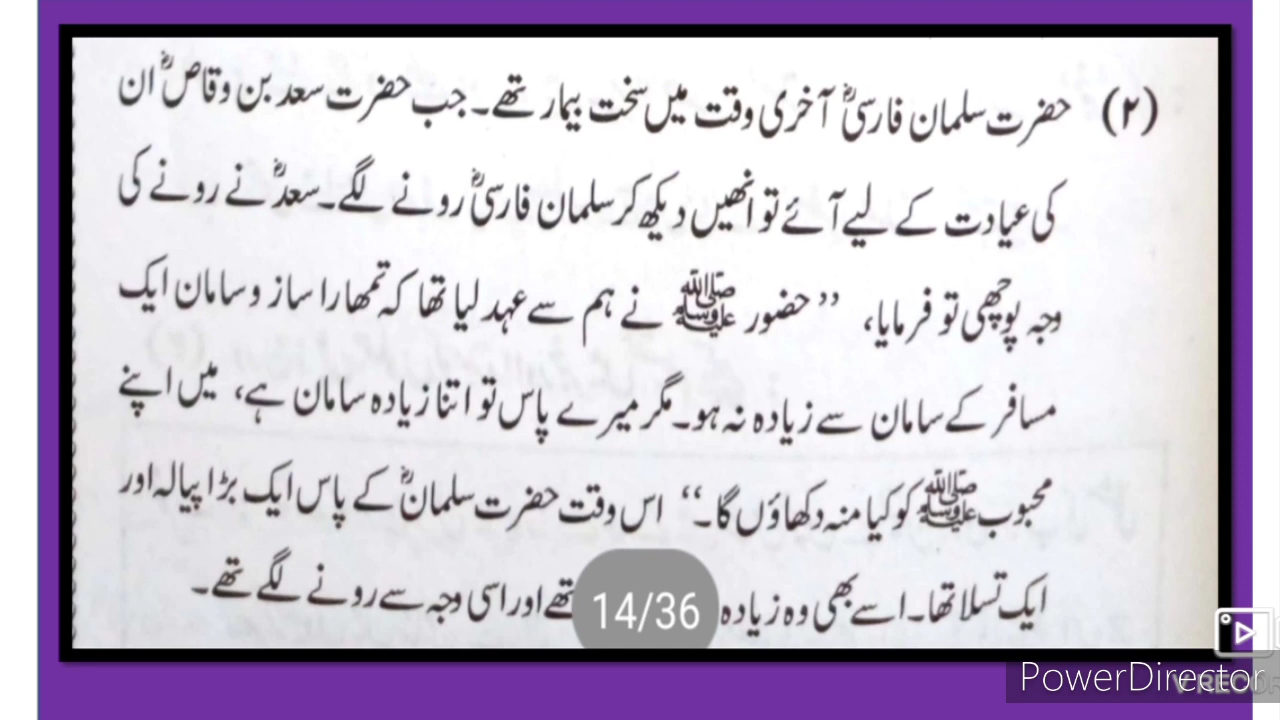 (۲) حضرت سلمان فارسیؓ آخری وقت میں سخت بیمار تھے۔ جب حضرت سعد بن وقاصؓ ان
کی عیادت کے لیے آئے تو انھیں دیکھ کر سلمان فارسیؓ رونے لگے۔ سعدؓ نے رونے کی
وجہ پوچھی تو فرمایا، ”حضور ﷺ نے ہم سے عہد لیا تھا کہ تمھارا ساز و سامان ایک
مسافر کے سامان سے زیادہ نہ ہو۔ مگر میرے پاس تو اتنا زیادہ سامان ہے، میں اپنے
محبوب ﷺ کو کیا منہ دکھاؤں گا۔“ اس وقت حضرت سلمانؓ کے پاس ایک بڑا پیالہ اور
ایک تسلا تھا۔ اسے بھی وہ زیادہ تھے اور اسی وجہ سے رونے لگے تھے۔
14/36
PowerDirector